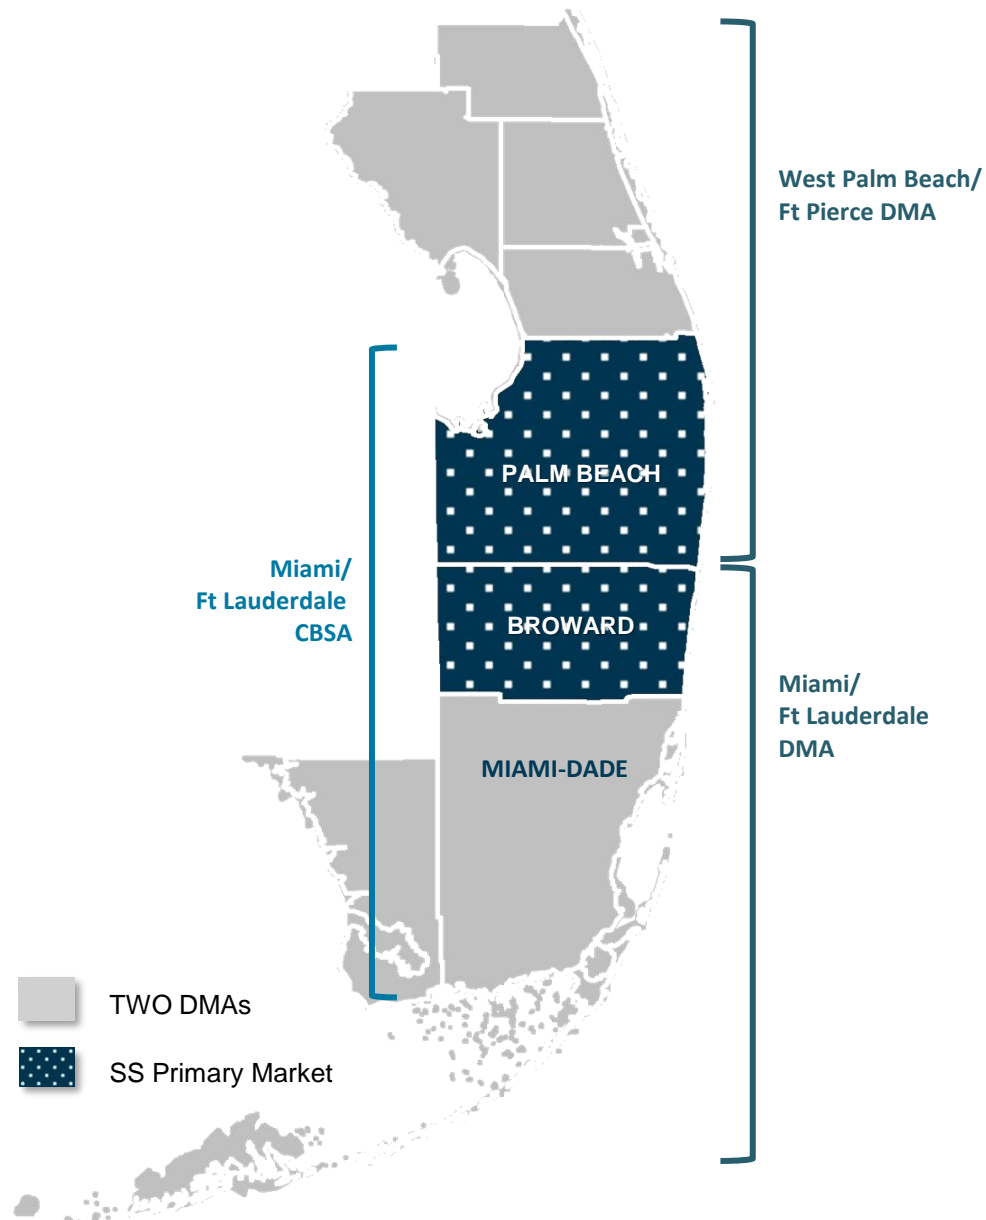 West Palm Beach/
Ft Pierce DMA
PALM BEACH
Miami/
Ft Lauderdale
CBSA
BROWARD
Miami/
Ft Lauderdale
DMA
MIAMI-DADE
TWO DMAs
SS Primary Market